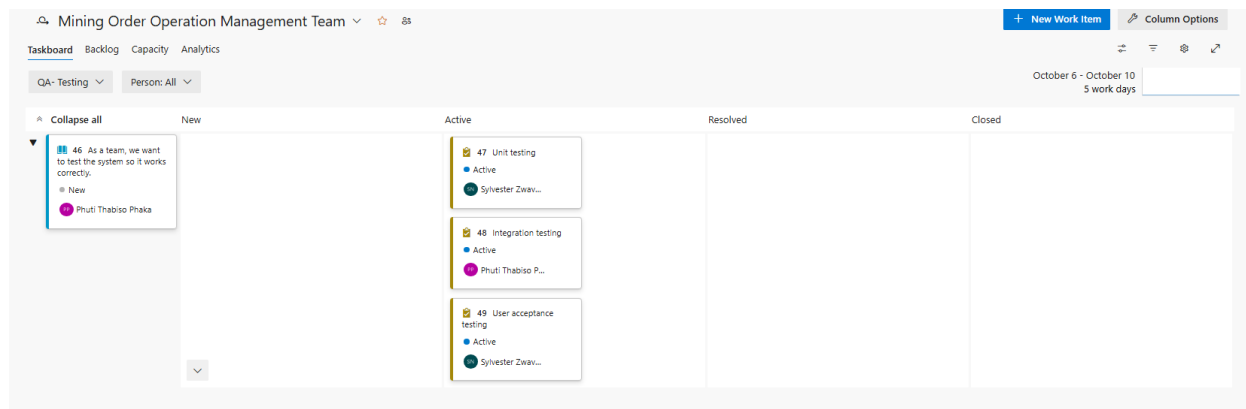 Mining Order Operation Management Team
New Work Item
Column Options
Taskboard Backlog Capacity Analytics
QA- Testing
Person: All
October 6 - October 10
5 work days
Collapse all
New
Active
Resolved
Closed
46 As a team, we want
to test the system so it works
correctly.
New
PP Phuti Thabiso Phaka
47 Unit testing
Active
SN Sylvester Zwav...
48 Integration testing
Active
PP Phuti Thabiso P...
49 User acceptance
testing
Active
SN Sylvester Zwav...